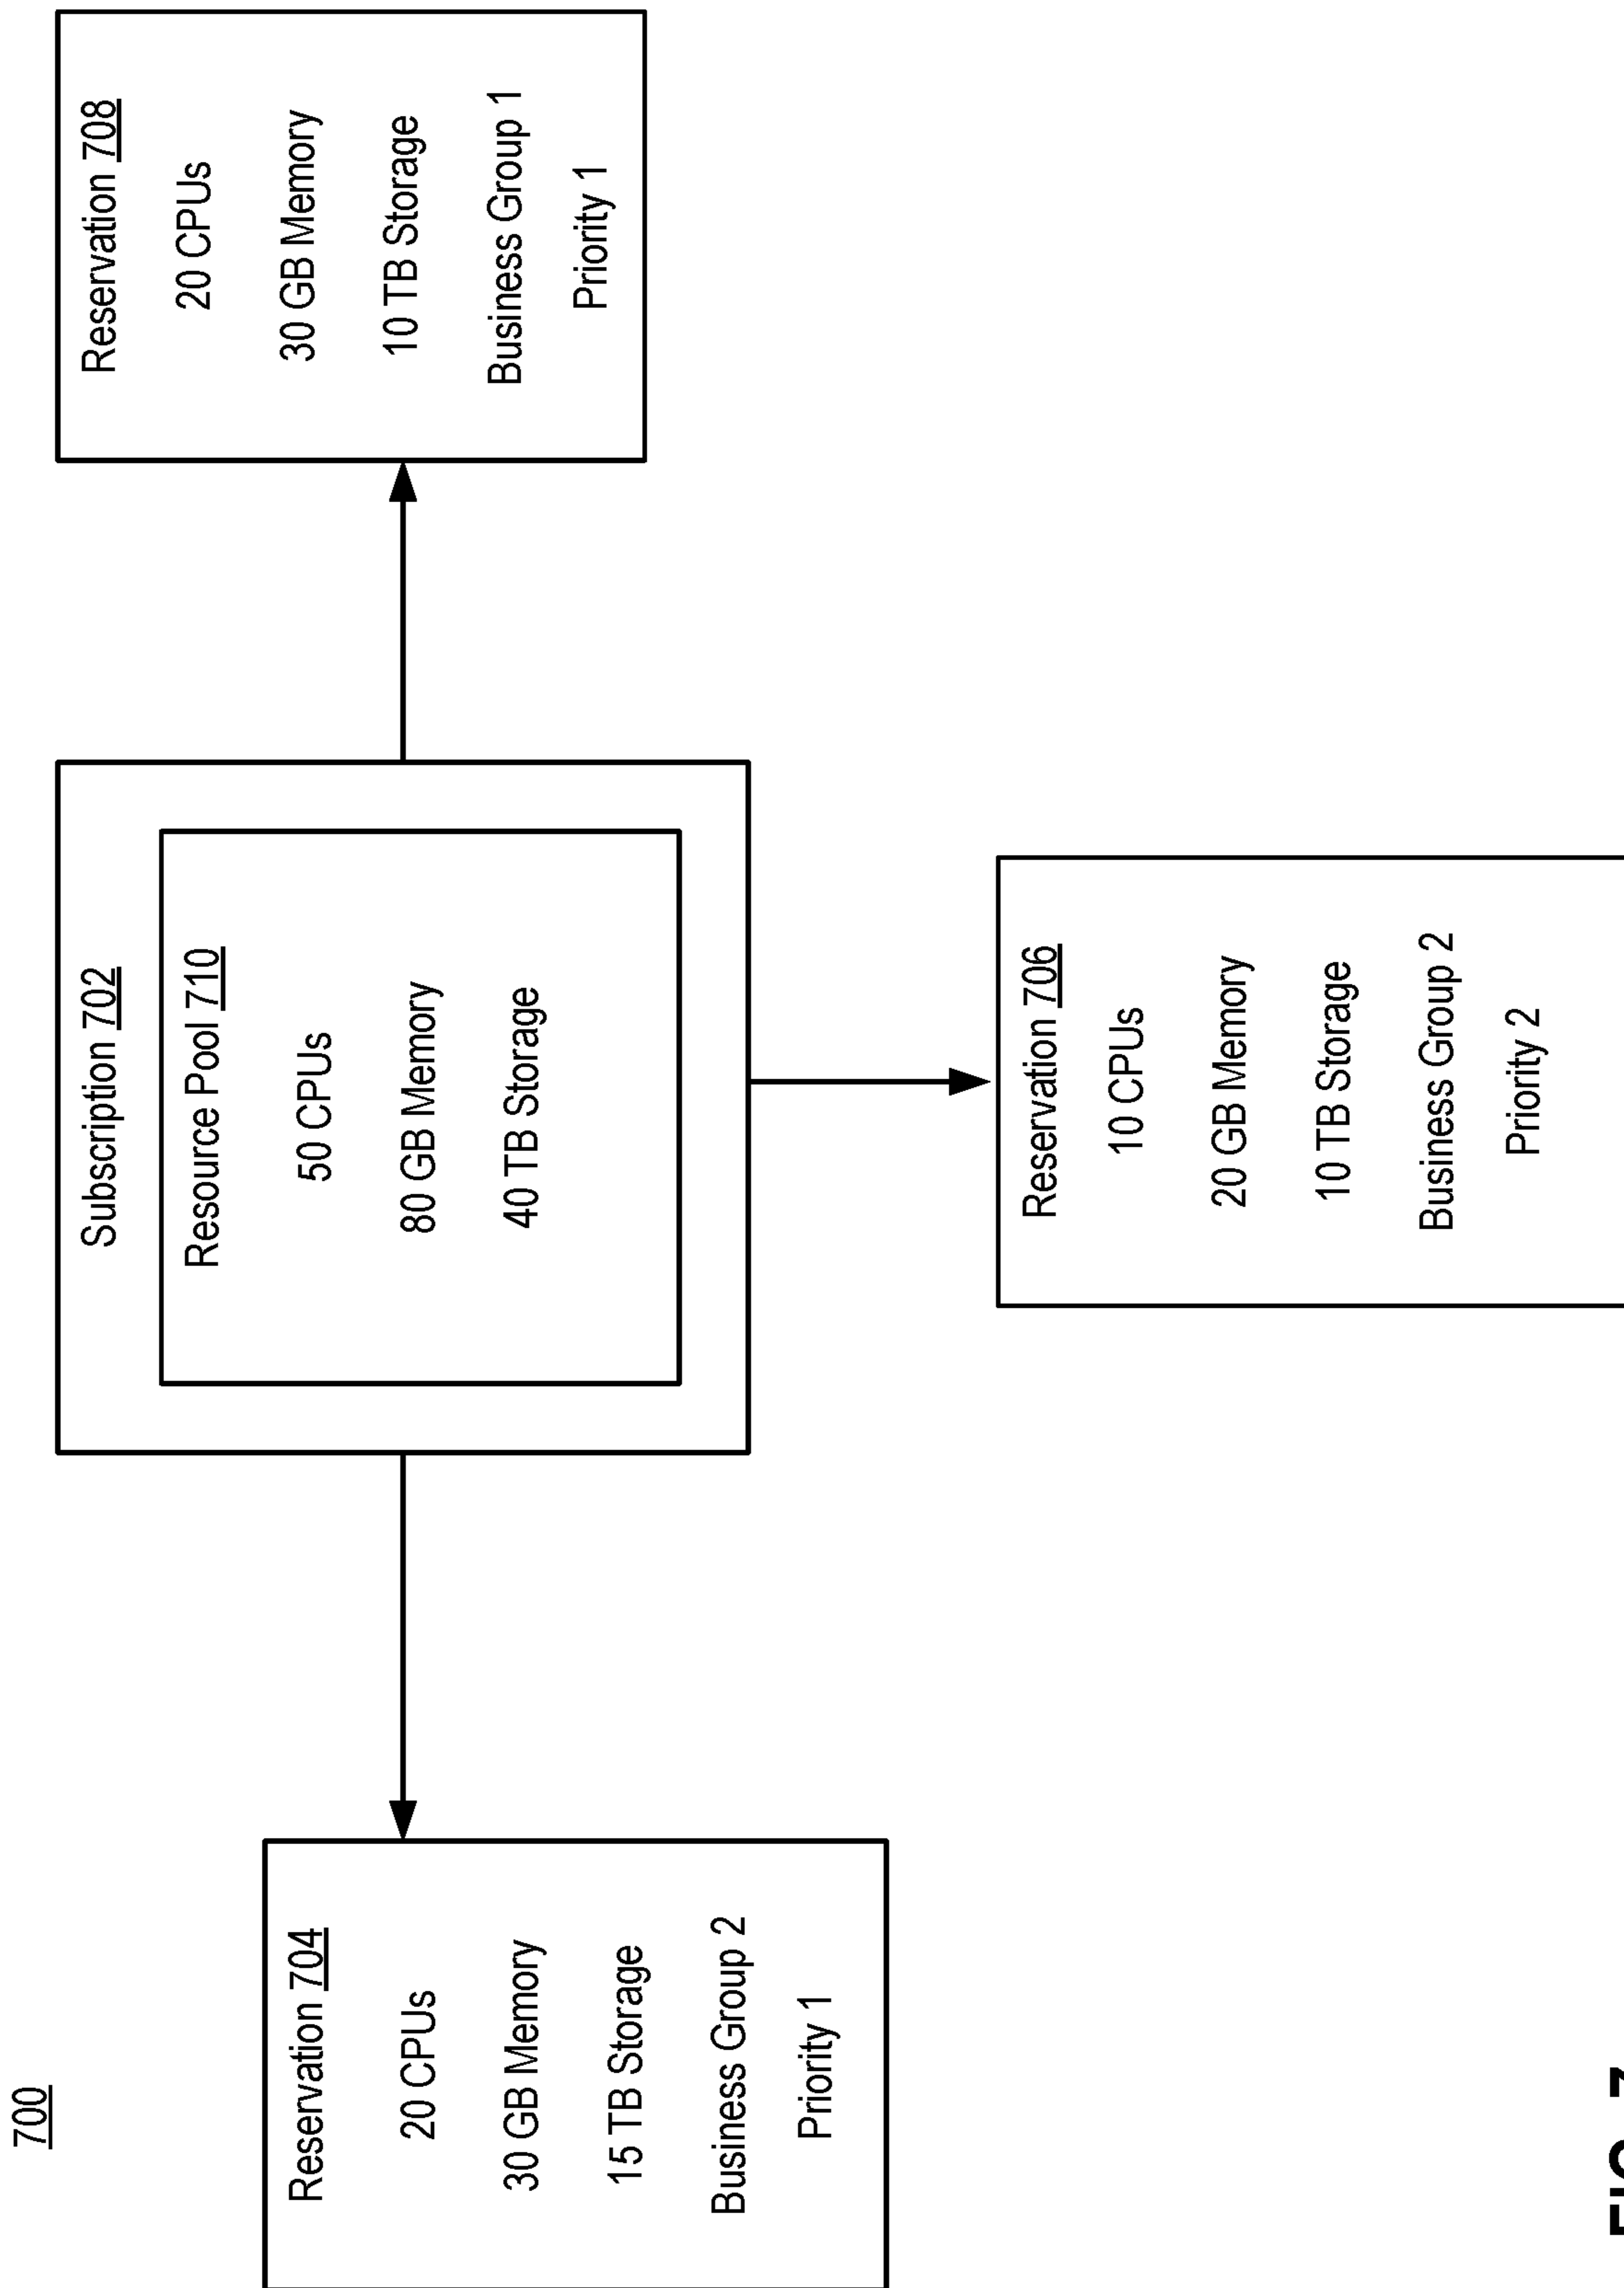 700
Reservation 704
20 CPUs
30 GB Memory
15 TB Storage
Business Group 2
Priority 1
Subscription 702
Resource Pool 710
50 CPUs
80 GB Memory
40 TB Storage
Reservation 708
20 CPUs
30 GB Memory
10 TB Storage
Business Group 1
Priority 1
Reservation 706
10 CPUs
20 GB Memory
10 TB Storage
Business Group 2
Priority 2
FIG. 7